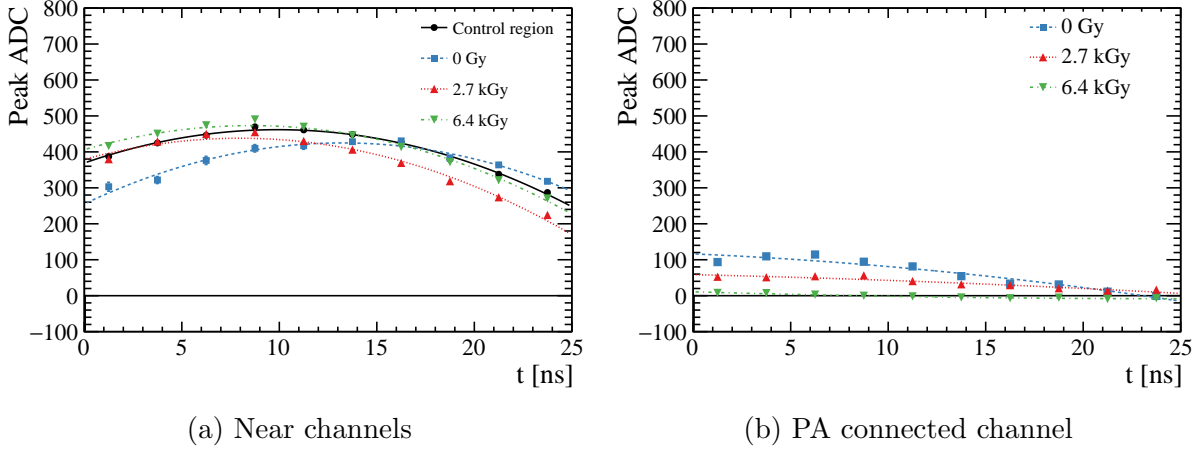 Peak ADC
800
700
600
500
400
300
200
100
0
−100
0 5 10 15 20 25
t [ns]
Control region
0 Gy
2.7 kGy
6.4 kGy
(a) Near channels
Peak ADC
800
700
600
500
400
300
200
100
0
−100
0 5 10 15 20 25
t [ns]
0 Gy
2.7 kGy
6.4 kGy
(b) PA connected channel